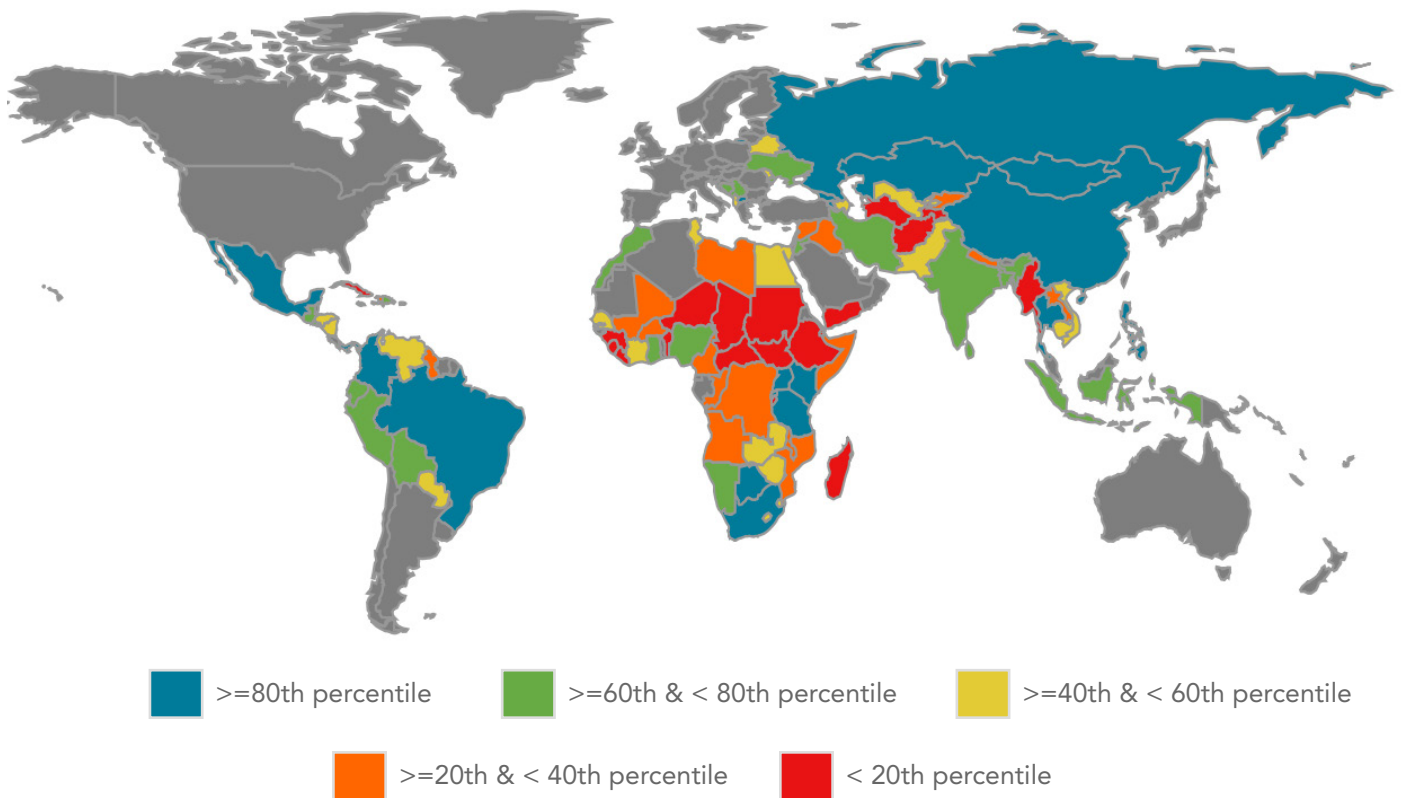 >=80th percentile
>=60th & < 80th percentile
>=40th & < 60th percentile
>=20th & < 40th percentile
< 20th percentile